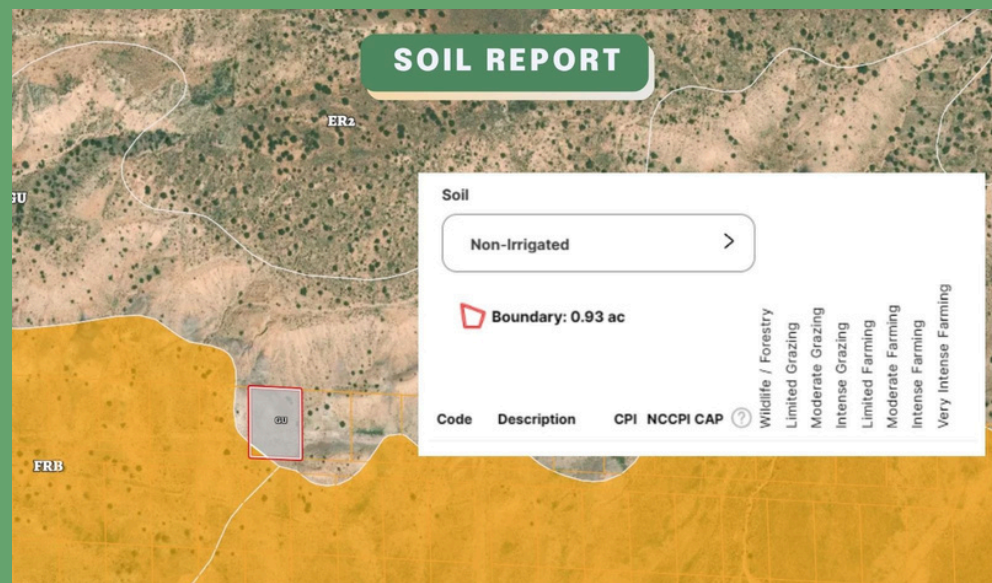 SOIL REPORT
ER2
GU
Soil
Non-Irrigated
Boundary: 0.93 ac
Wildlife / Forestry
Limited Grazing
Moderate Grazing
Intense Grazing
Limited Farming
Moderate Farming
Intense Farming
Very Intense Farming
Code Description CPI NCCPI CAP ?
GU
FRB